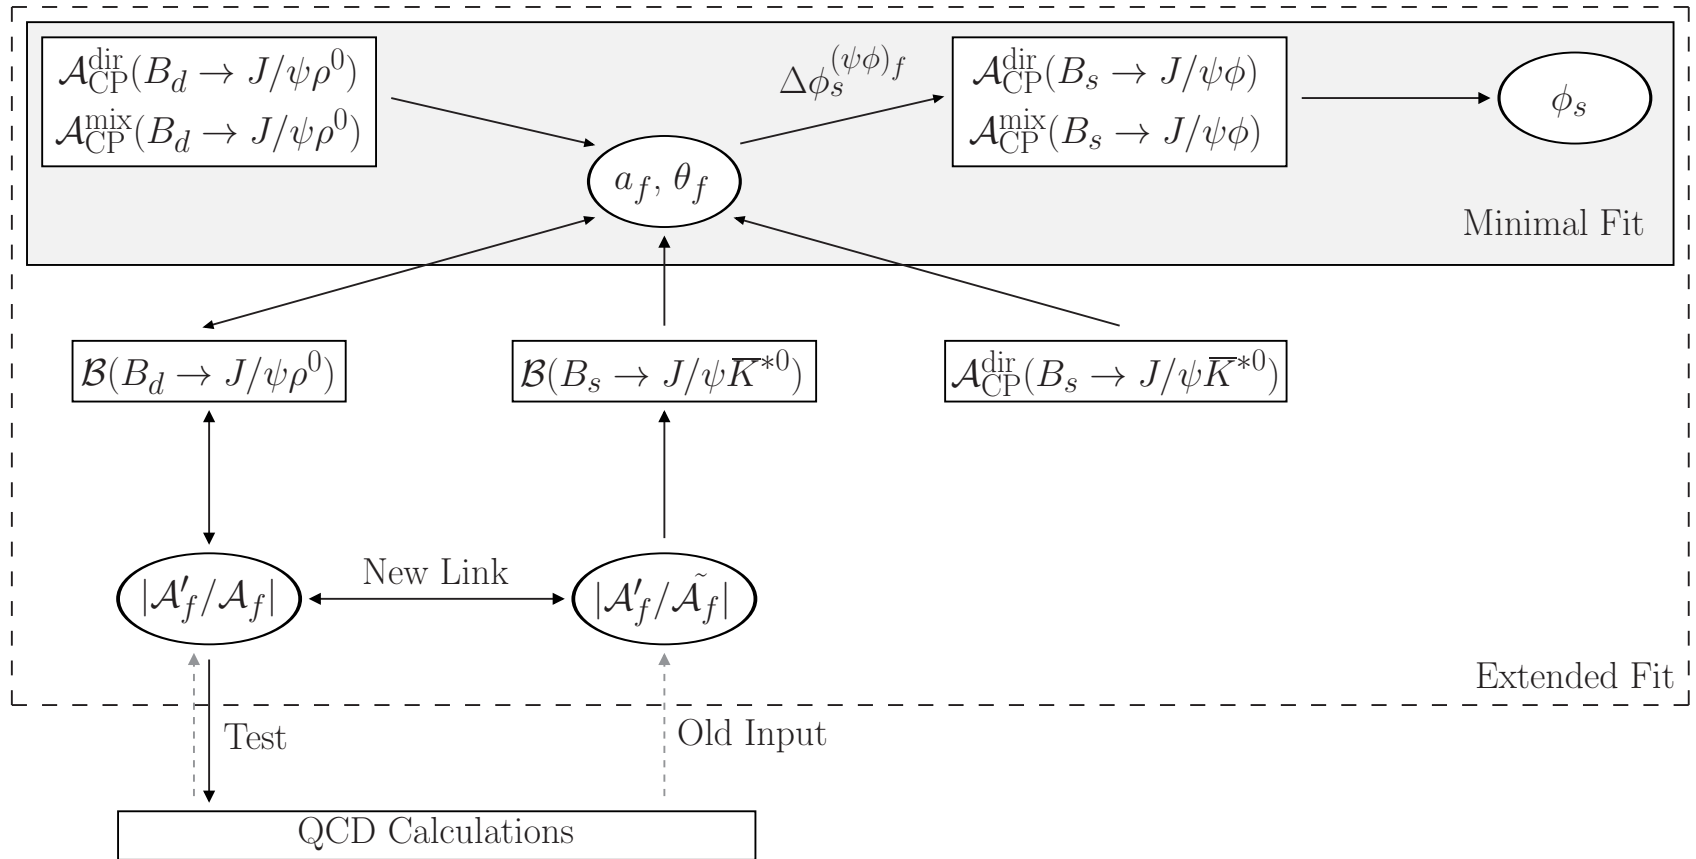 𝒜_CP^dir(B_d → J/ψρ^0)
𝒜_CP^mix(B_d → J/ψρ^0)
Δϕ_s^{(ψϕ)_f}
𝒜_CP^dir(B_s → J/ψϕ)
𝒜_CP^mix(B_s → J/ψϕ)
ϕ_s
a_f, θ_f
Minimal Fit
ℬ(B_d → J/ψρ^0)
ℬ(B_s → J/ψK̅^{*0})
𝒜_CP^dir(B_s → J/ψK̅^{*0})
|𝒜′_f/𝒜_f|
New Link
|𝒜′_f/𝒜̃_f|
Extended Fit
Test
Old Input
QCD Calculations